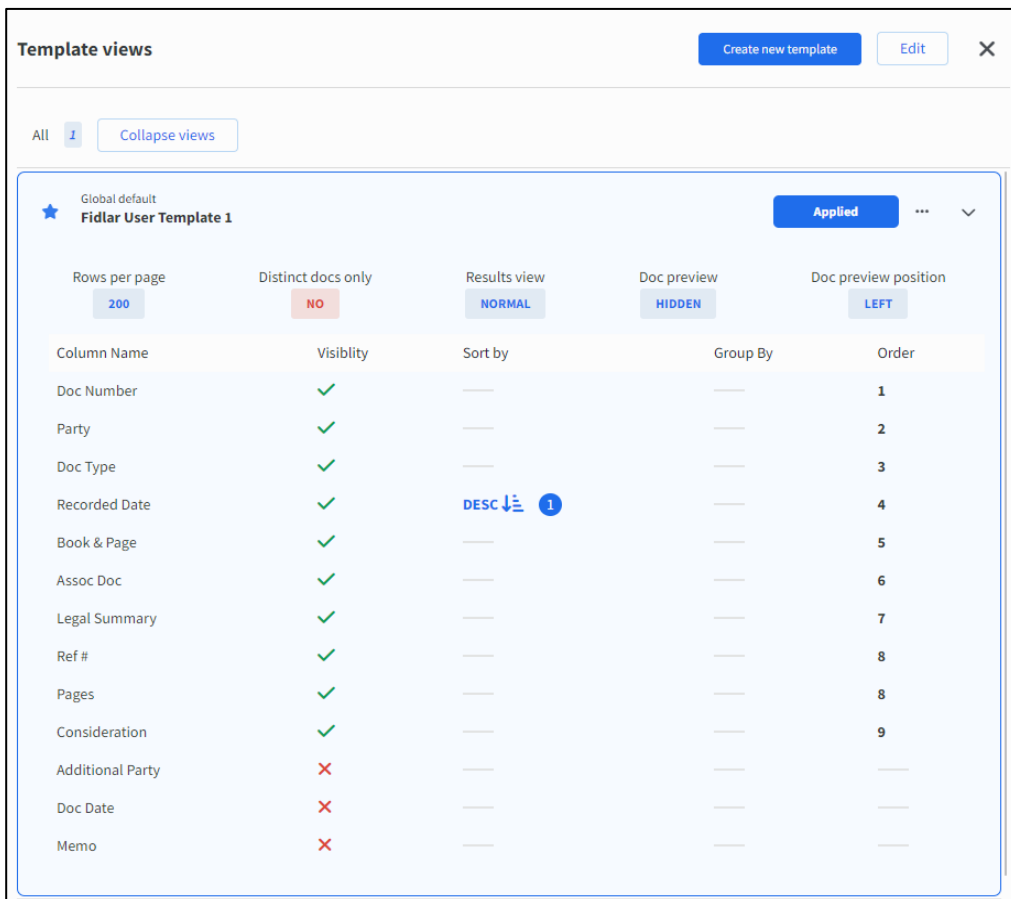 Template views Create new template Edit
All 1 Collapse views
Global default
Fidlar User Template 1 Applied
Rows per page Distinct docs only Results view Doc preview Doc preview position
200 NO NORMAL HIDDEN LEFT
Column Name Visiblity Sort by Group By Order
Doc Number 1
Party 2
Doc Type 3
Recorded Date DESC 1 4
Book & Page 5
Assoc Doc 6
Legal Summary 7
Ref # 8
Pages 8
Consideration 9
Additional Party
Doc Date
Memo